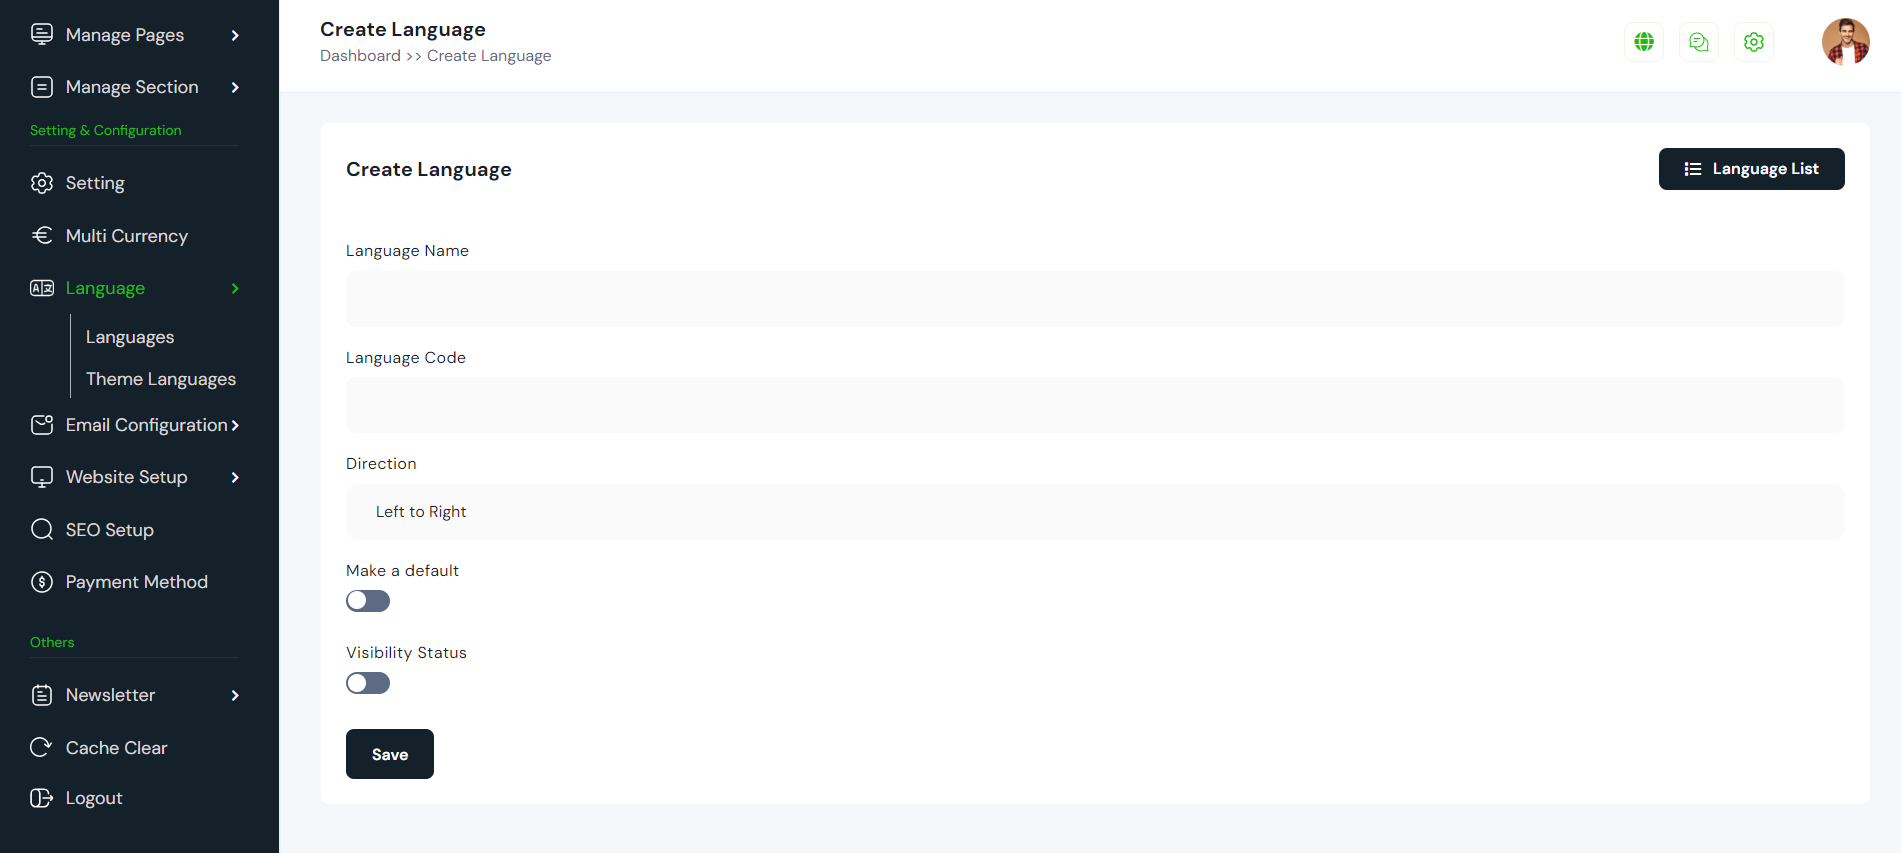 Manage Pages
Manage Section
Setting & Configuration
Setting
Multi Currency
Language
Languages
Theme Languages
Email Configuration
Website Setup
SEO Setup
Payment Method
Others
Newsletter
Cache Clear
Logout
Create Language
Dashboard >> Create Language
Create Language
Language List
Language Name
Language Code
Direction
Left to Right
Make a default
Visibility Status
Save